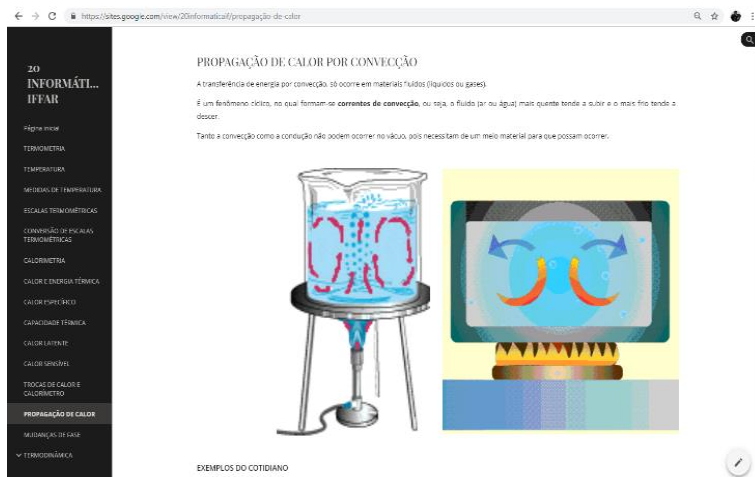 https://sites.google.com/view/20informaticaif/propagação-de-calor
20
INFORMÁTI...
IFFAR
Página inicial
TERMOMETRIA
TEMPERATURA
MEDIDAS DE TEMPERATURA
ESCALAS TERMOMÉTRICAS
CONVERSÃO DE ESCALAS
TERMOMÉTRICAS
CALORIMETRIA
CALOR E ENERGIA TÉRMICA
CALOR ESPECÍFICO
CAPACIDADE TÉRMICA
CALOR LATENTE
CALOR SENSÍVEL
TROCAS DE CALOR E
CALORÍMETRO
PROPAGAÇÃO DE CALOR
MUDANÇAS DE FASE
TERMODINÂMICA
PROPAGAÇÃO DE CALOR POR CONVECÇÃO
A transferência de energia por convecção, só ocorre em materiais fluídos (líquidos ou gases).
É um fenômeno cíclico, no qual formam-se correntes de convecção, ou seja, o fluído (ar ou água) mais quente tende a subir e o mais frio tende a
descer.
Tanto a convecção como a condução não podem ocorrer no vácuo, pois necessitam de um meio material para que possam ocorrer.
EXEMPLOS DO COTIDIANO